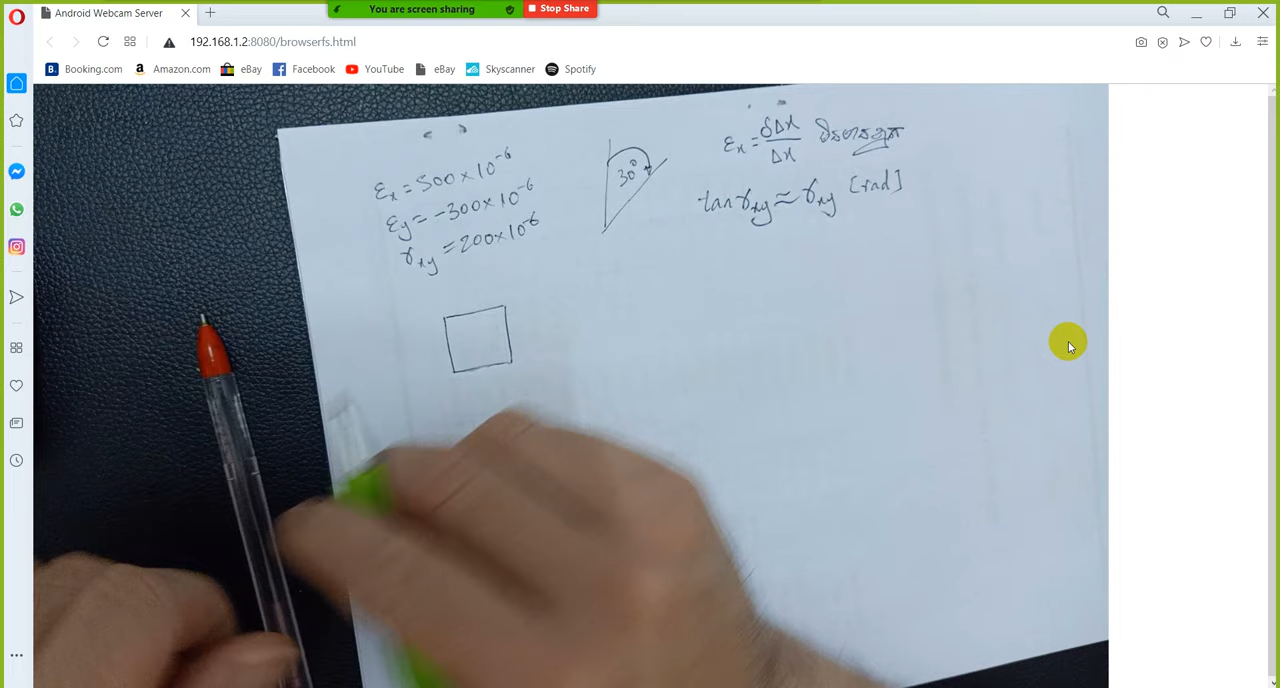 Android Webcam Server
You are screen sharing
Stop Share
192.168.1.2:8080/browserfs.html
Booking.com
Amazon.com
eBay
Facebook
YouTube
eBay
Skyscanner
Spotify
εx = 500×10⁻⁶
εy = -300×10⁻⁶
γxy = 200×10⁻⁶
30°
εx = δΔx/Δx
tan γxy ≈ γxy [rad]